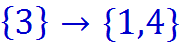 {3} → {1,4}